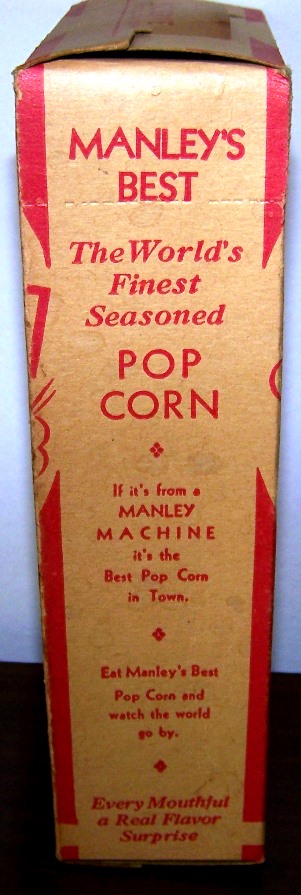 MANLEY'S
BEST
The World's
Finest
Seasoned
POP
CORN
If it's from a
MANLEY
MACHINE
it's the
Best Pop Corn
in Town.
Eat Manley's Best
Pop Corn and
watch the world
go by.
Every Mouthful
a Real Flavor
Surprise